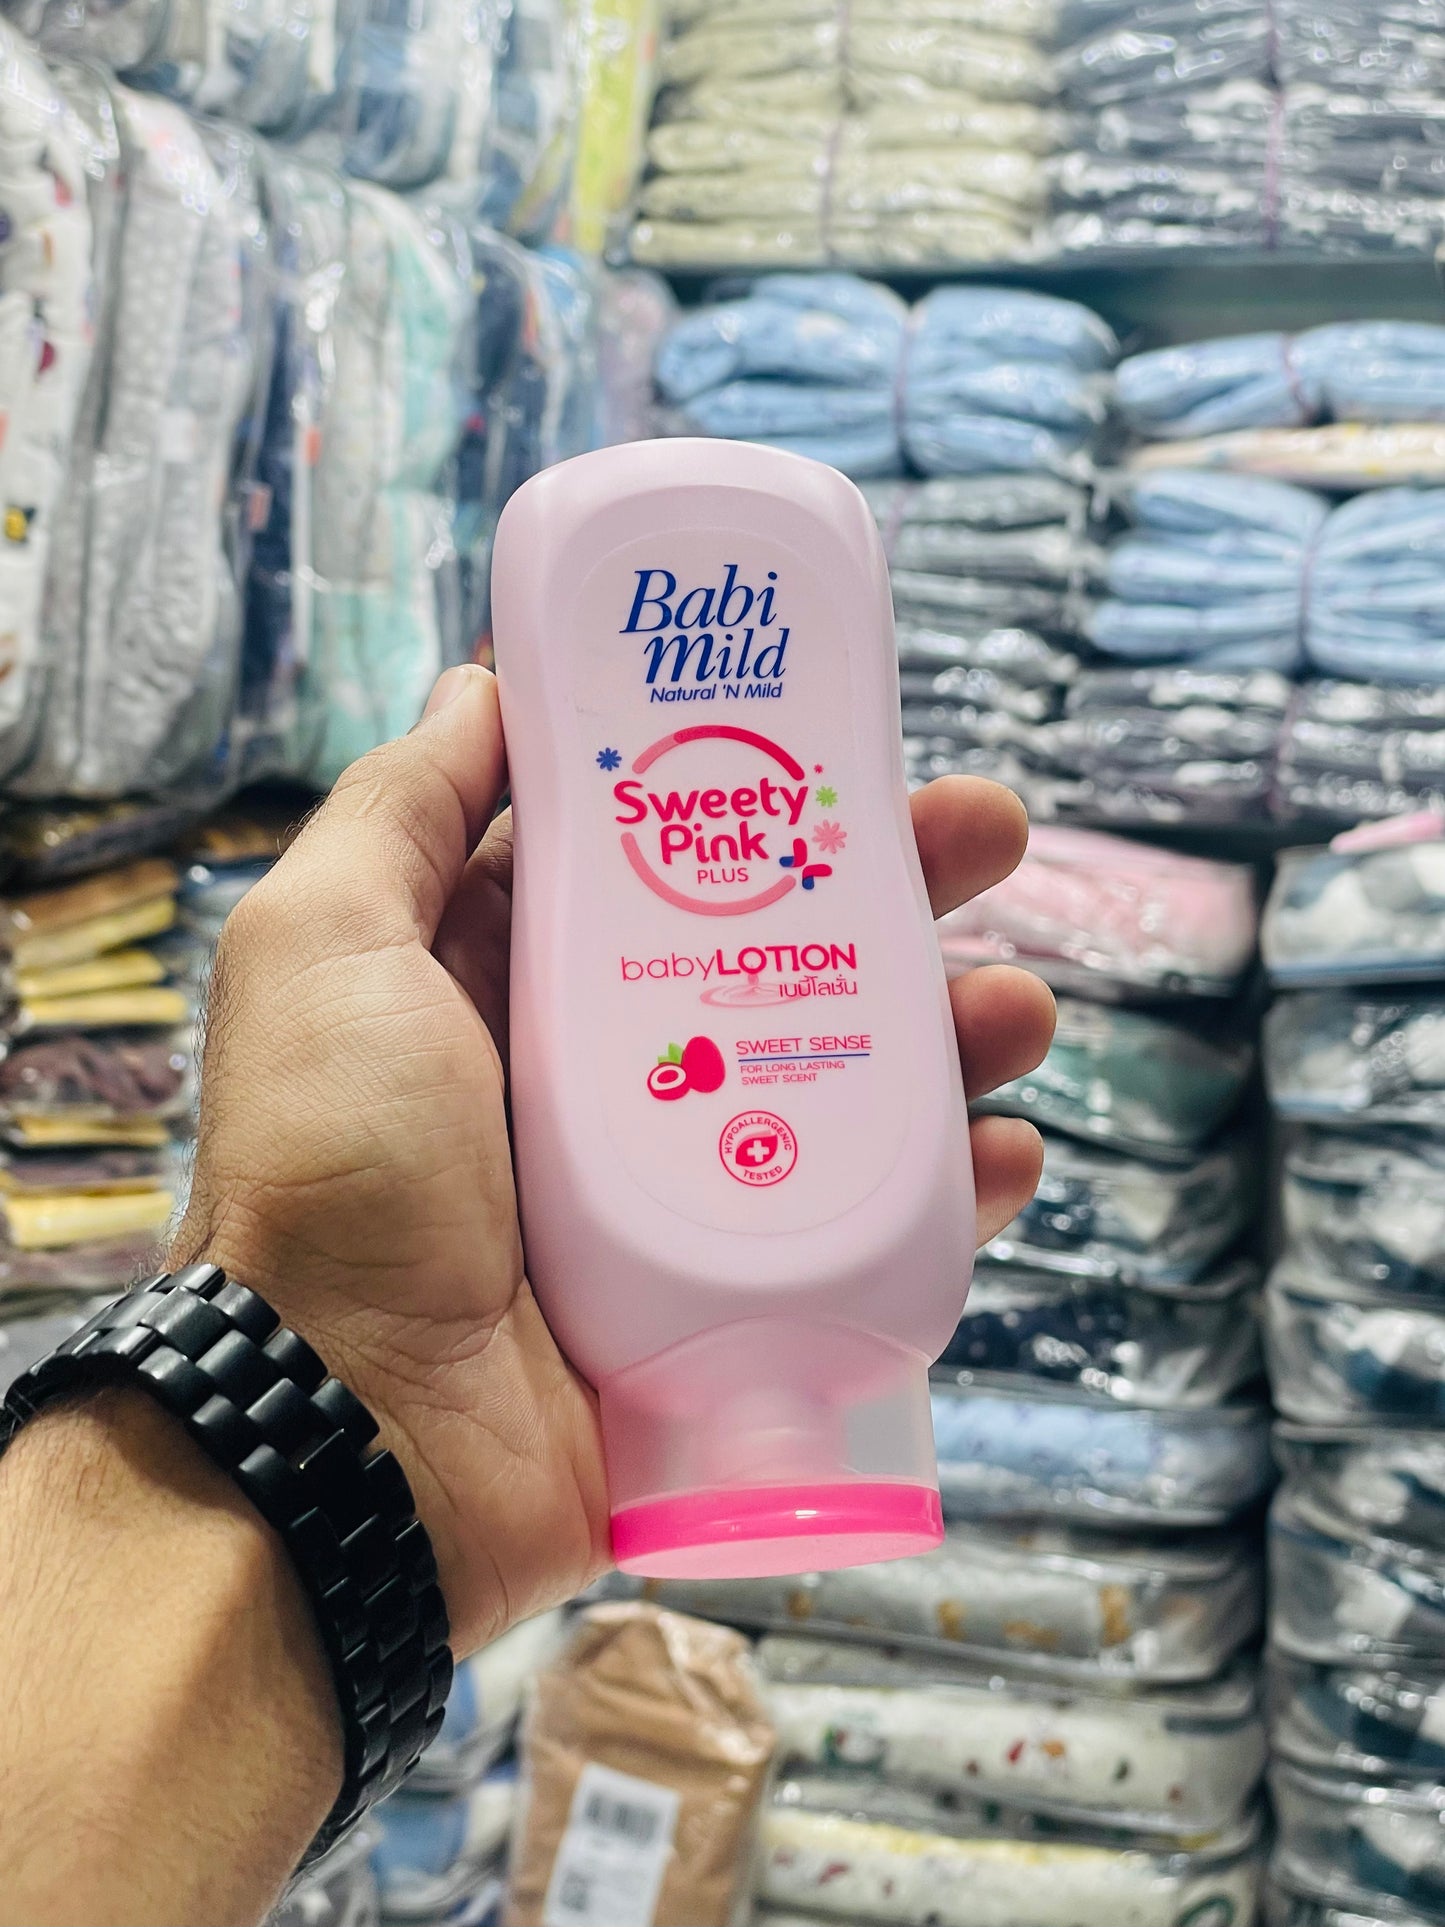 Babi
mild
Natural 'N Mild
Sweety
Pink
PLUS
babyLOTION
เบบี้โลชั่น
SWEET SENSE
FOR LONG LASTING
SWEET SCENT
HYPOALLERGENIC
TESTED